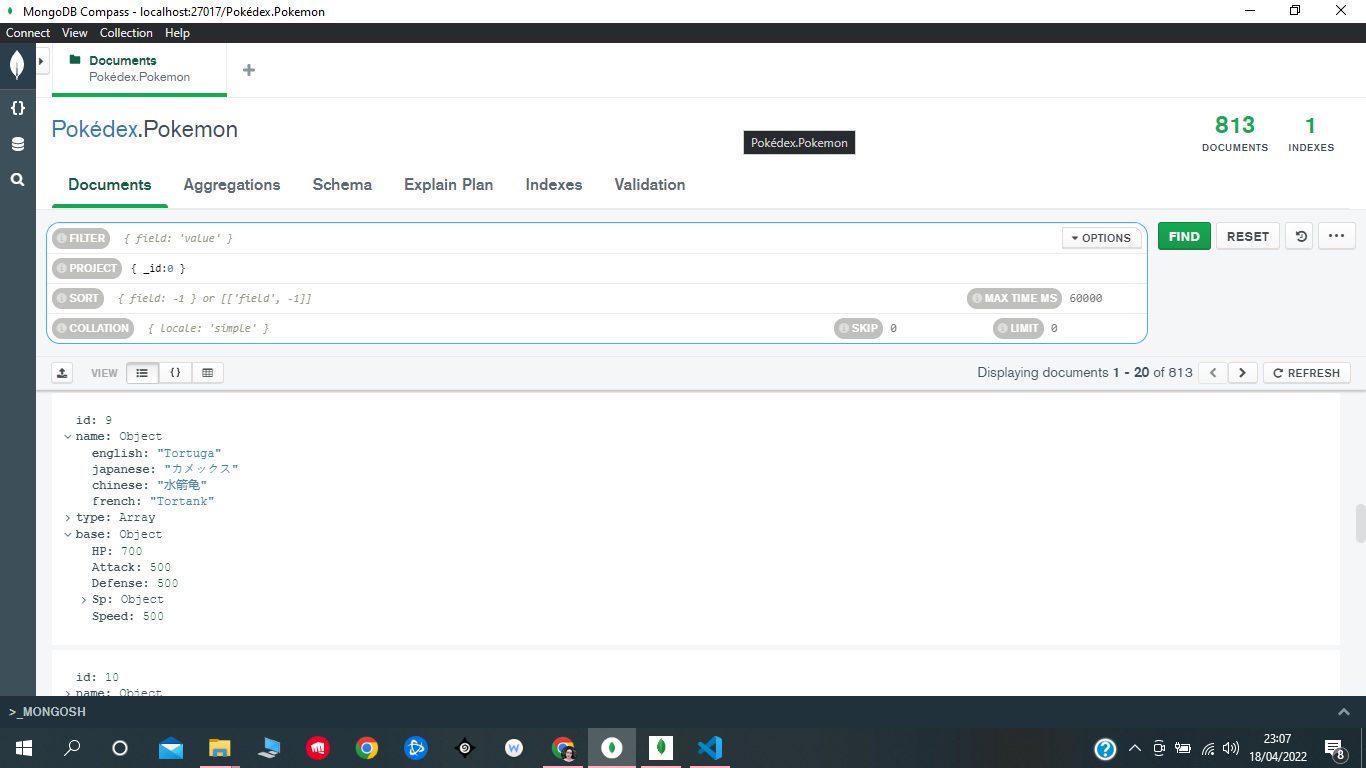 MongoDB Compass - localhost:27017/Pokédex.Pokemon
Connect View Collection Help
Documents
Pokédex.Pokemon
Pokédex.Pokemon
813
DOCUMENTS
1
INDEXES
Pokédex.Pokemon
Documents Aggregations Schema Explain Plan Indexes Validation
FILTER { field: 'value' } OPTIONS FIND RESET
PROJECT { _id:0 }
SORT { field: -1 } or [['field', -1]] MAX TIME MS 60000
COLLATION { locale: 'simple' } SKIP 0 LIMIT 0
VIEW {} Displaying documents 1 - 20 of 813 REFRESH
id: 9
name: Object
english: "Tortuga"
japanese: "カメックス"
chinese: "水箭龟"
french: "Tortank"
type: Array
base: Object
HP: 700
Attack: 500
Defense: 500
Sp: Object
Speed: 500
id: 10
name: Object
>_MONGOSH
23:07
18/04/2022
8